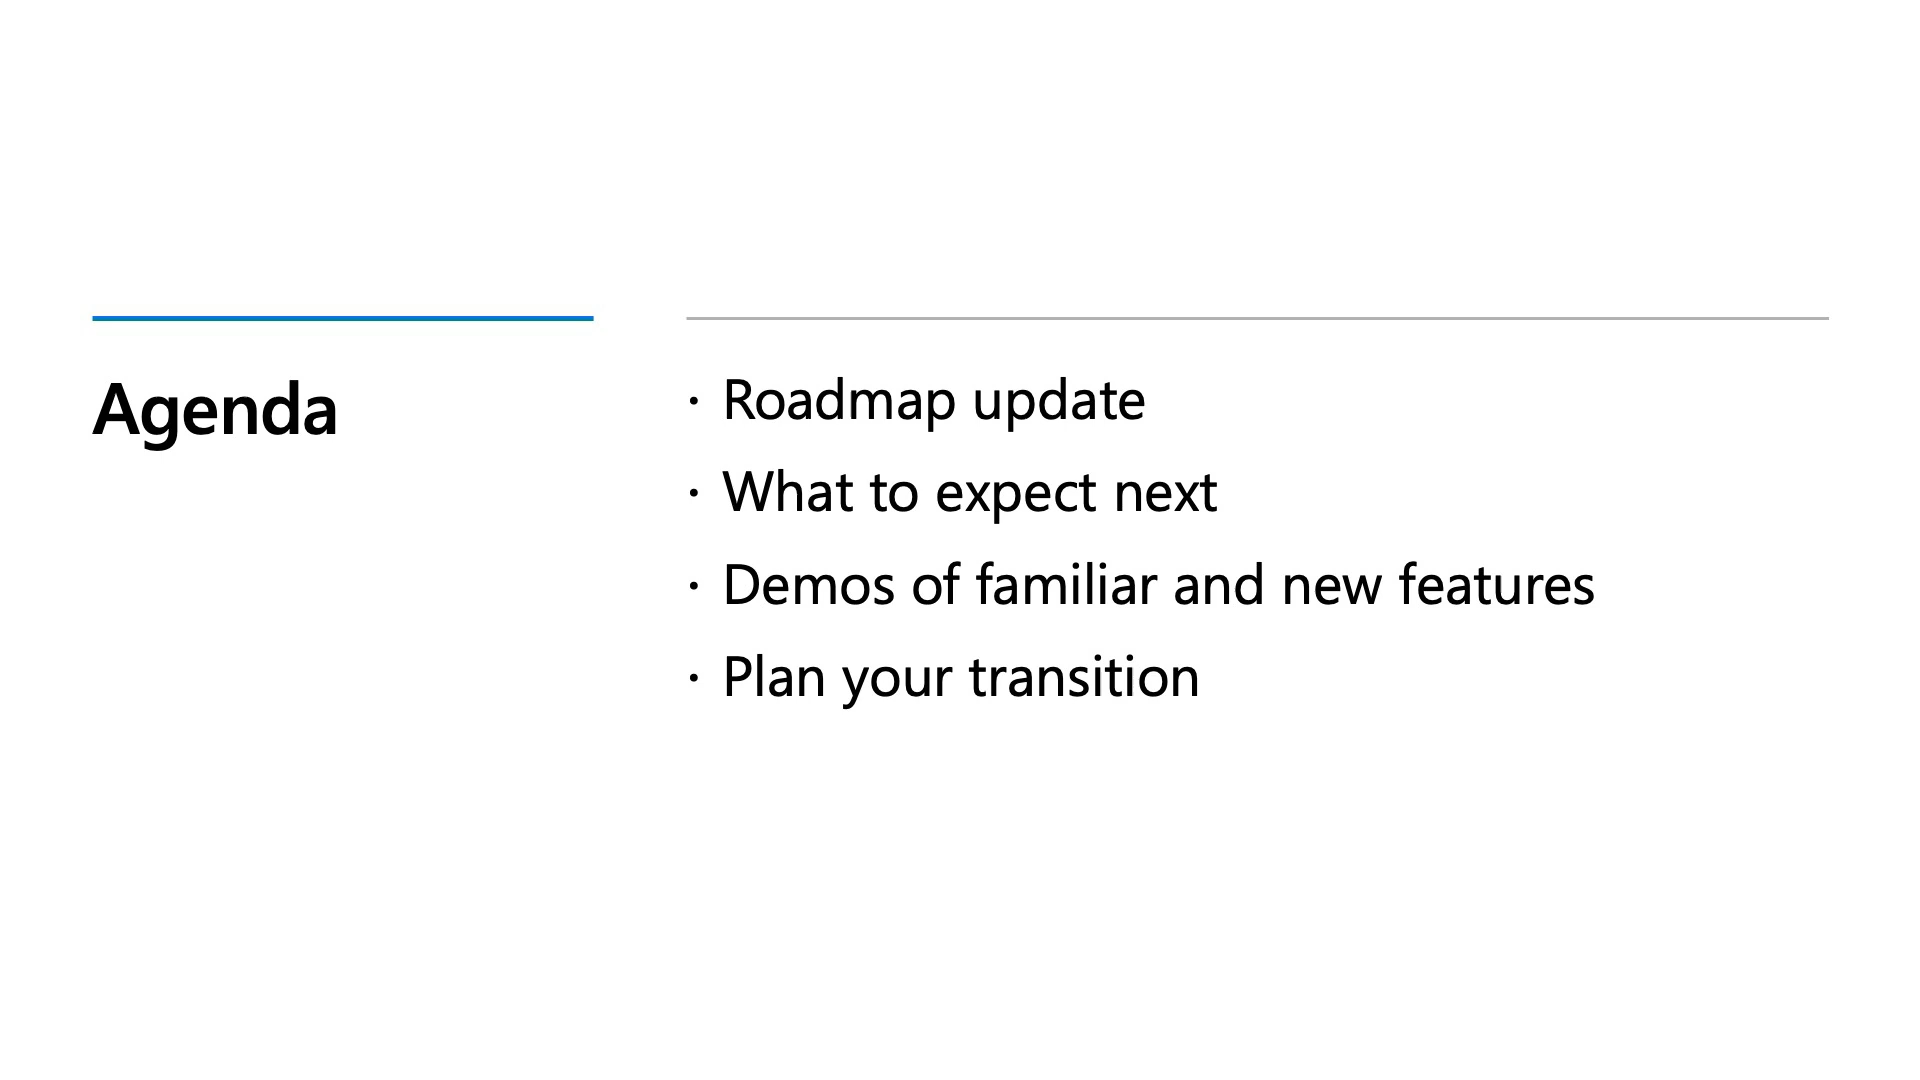 Agenda
· Roadmap update
· What to expect next
· Demos of familiar and new features
· Plan your transition